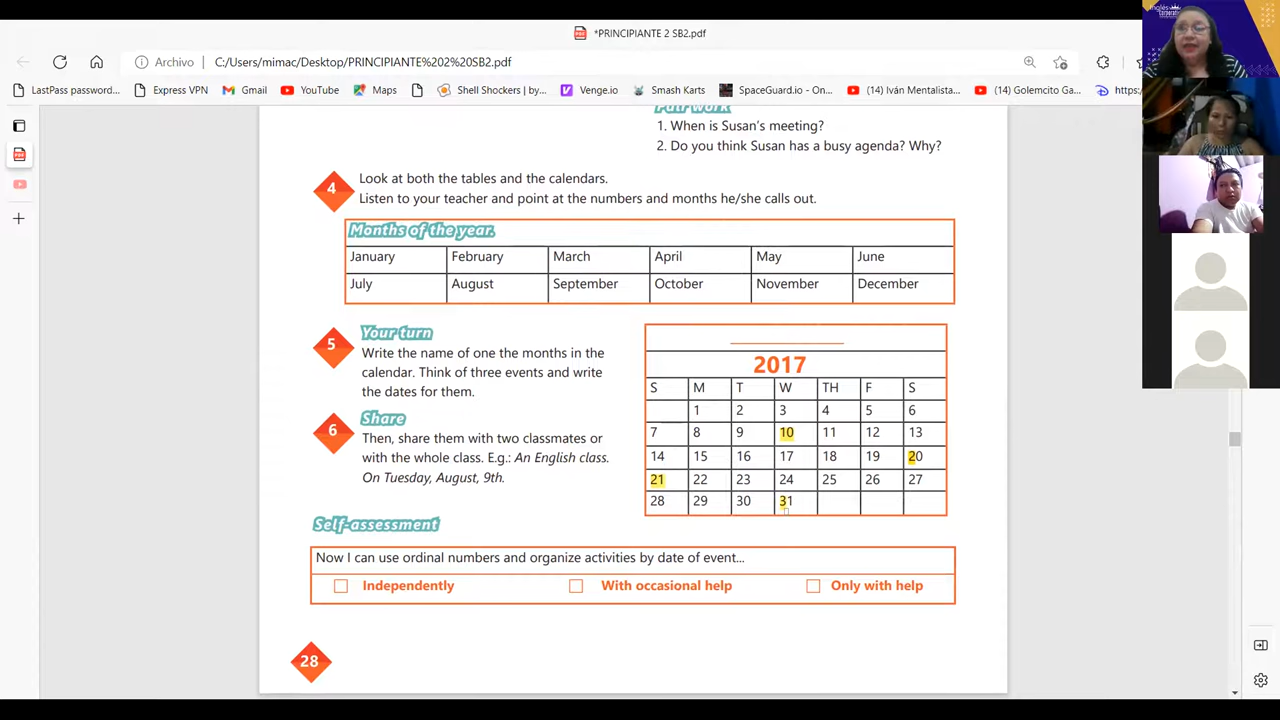 *PRINCIPIANTE 2 SB2.pdf
Archivo C:/Users/mimac/Desktop/PRINCIPIANTE%202%20SB2.pdf
LastPass password... Express VPN Gmail YouTube Maps Shell Shockers | by... Venge.io Smash Karts SpaceGuard.io - On... (14) Iván Mentalista... (14) Golemcito Ga... https:/
Inglés
Corporativo
Pair work
1. When is Susan's meeting?
2. Do you think Susan has a busy agenda? Why?
4
Look at both the tables and the calendars.
Listen to your teacher and point at the numbers and months he/she calls out.
Months of the year.
January February March April May June
July August September October November December
5
Your turn
Write the name of one the months in the
calendar. Think of three events and write
the dates for them.
6
Share
Then, share them with two classmates or
with the whole class. E.g.: An English class.
On Tuesday, August, 9th.
2017
S M T W TH F S
1 2 3 4 5 6
7 8 9 10 11 12 13
14 15 16 17 18 19 20
21 22 23 24 25 26 27
28 29 30 31
Self-assessment
Now I can use ordinal numbers and organize activities by date of event...
Independently With occasional help Only with help
28